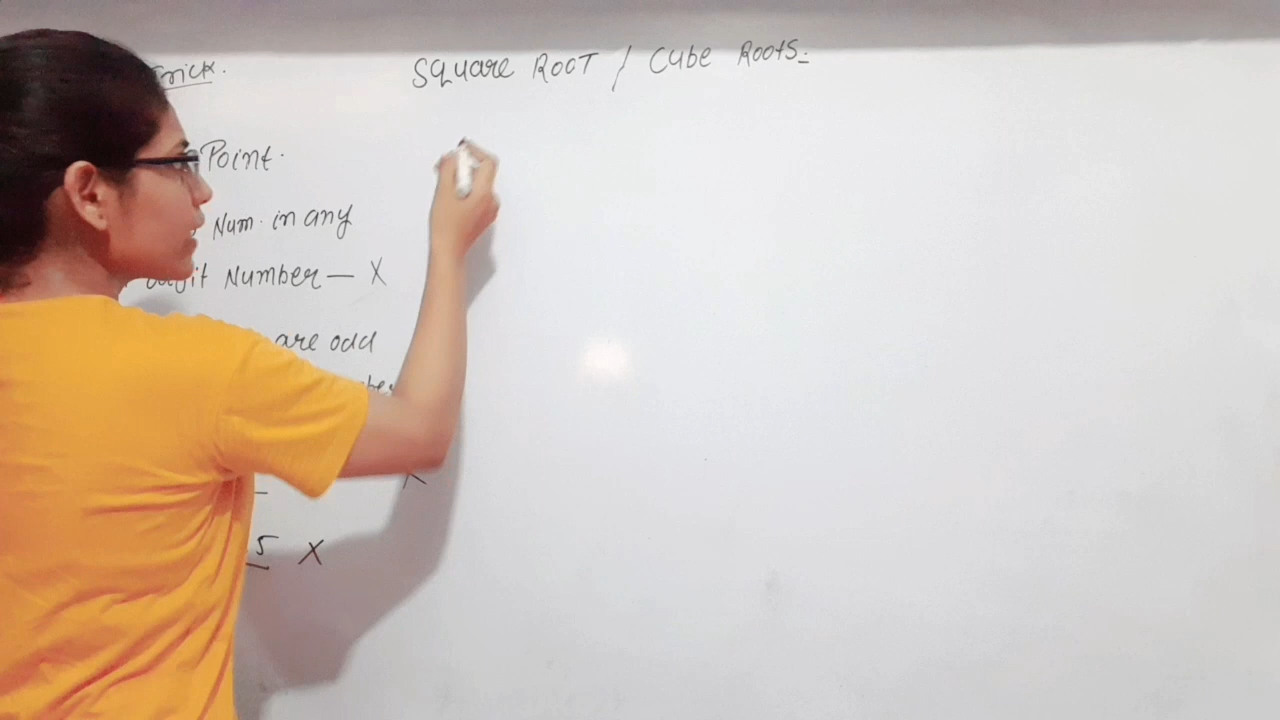 Trick.
SQUARE ROOT / Cube Roots:-
Point.
Num. in any
digit Number — X
are odd
X
5 X